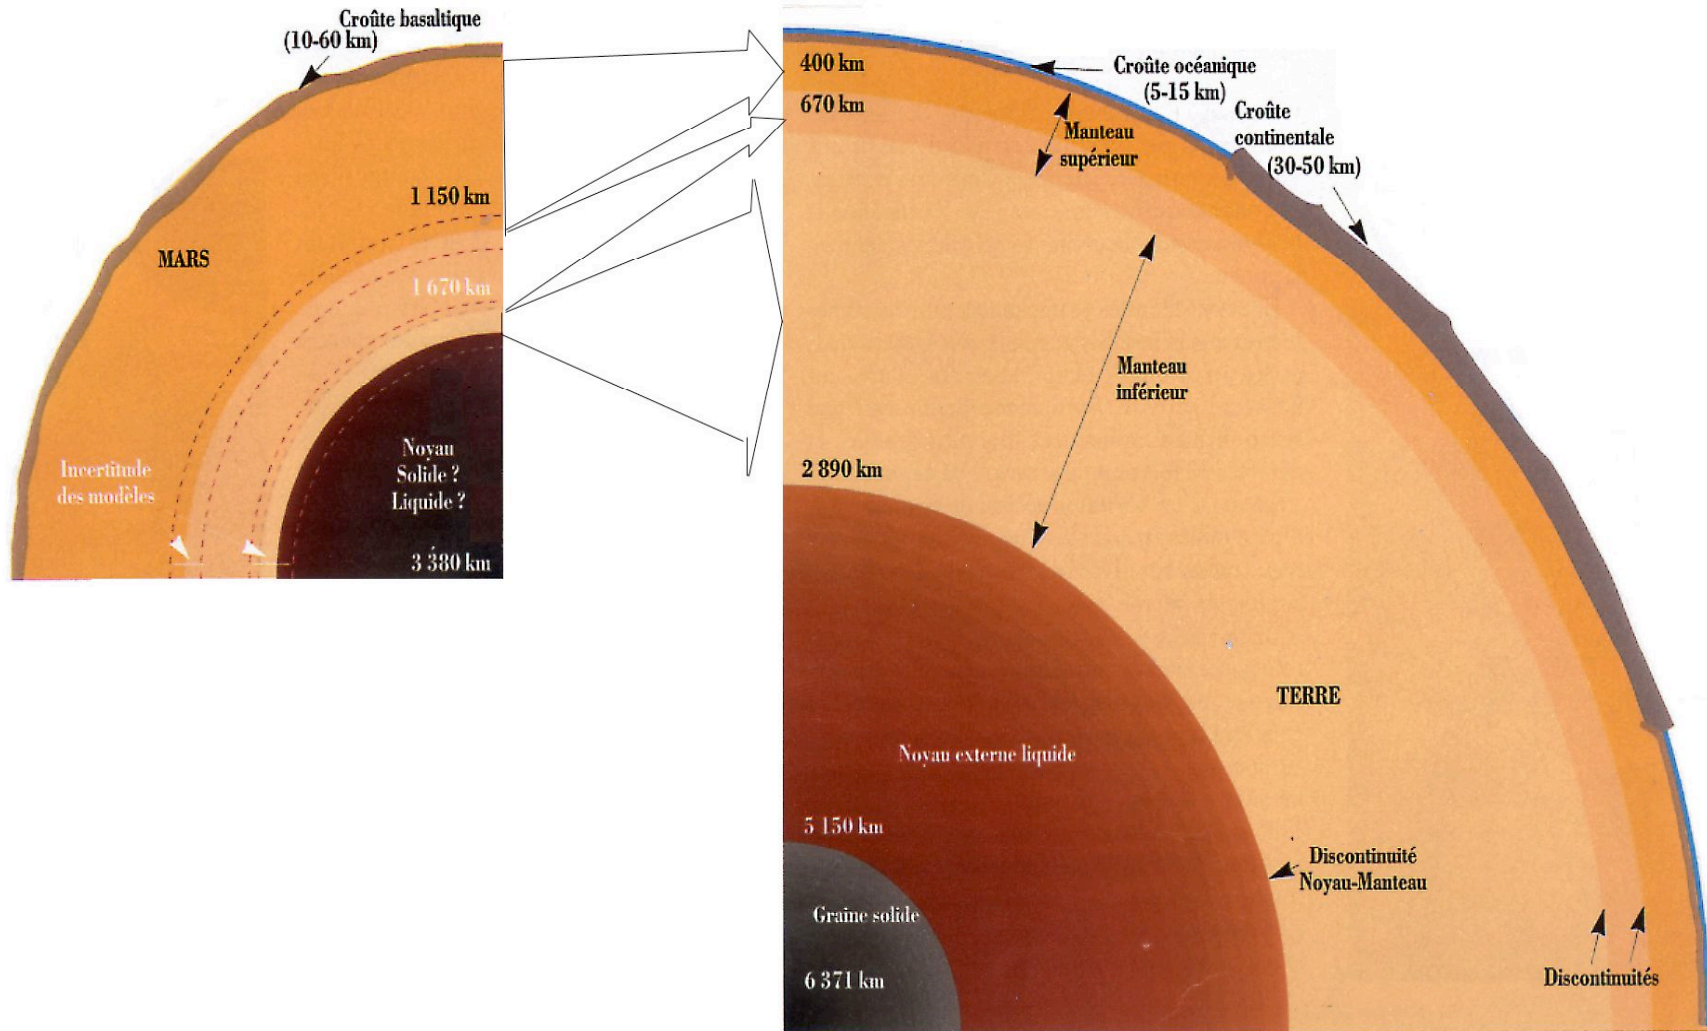 Croûte basaltique
(10-60 km)
1 150 km
MARS
1 670 km
Incertitude
des modèles
Noyau
Solide ?
Liquide ?
3 380 km
400 km
670 km
Croûte océanique
(5-15 km)
Croûte
continentale
(30-50 km)
Manteau
supérieur
Manteau
inférieur
2 890 km
TERRE
Noyau externe liquide
5 150 km
Discontinuité
Noyau-Manteau
Graine solide
6 371 km
Discontinuités